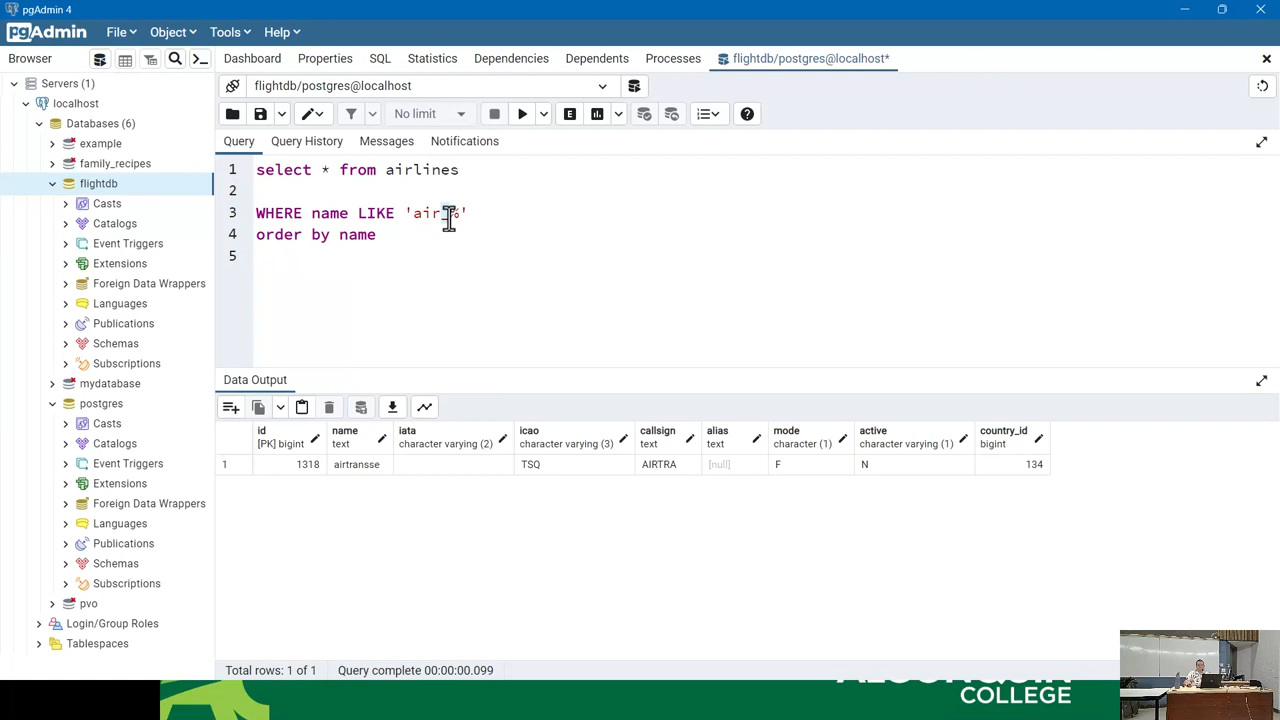 pgAdmin 4
pgAdmin File Object Tools Help
Browser Dashboard Properties SQL Statistics Dependencies Dependents Processes flightdb/postgres@localhost*
Servers (1)
localhost
Databases (6)
example
family_recipes
flightdb
Casts
Catalogs
Event Triggers
Extensions
Foreign Data Wrappers
Languages
Publications
Schemas
Subscriptions
mydatabase
postgres
Casts
Catalogs
Event Triggers
Extensions
Foreign Data Wrappers
Languages
Publications
Schemas
Subscriptions
pvo
Login/Group Roles
Tablespaces
flightdb/postgres@localhost
No limit
Query Query History Messages Notifications
1 select * from airlines
2
3 WHERE name LIKE 'air_%'
4 order by name
5
Data Output
id name iata icao callsign alias mode active country_id
[PK] bigint text character varying (2) character varying (3) text text character (1) character varying (1) bigint
1 1318 airtransse TSQ AIRTRA [null] F N 134
Total rows: 1 of 1 Query complete 00:00:00.099
COLLEGE